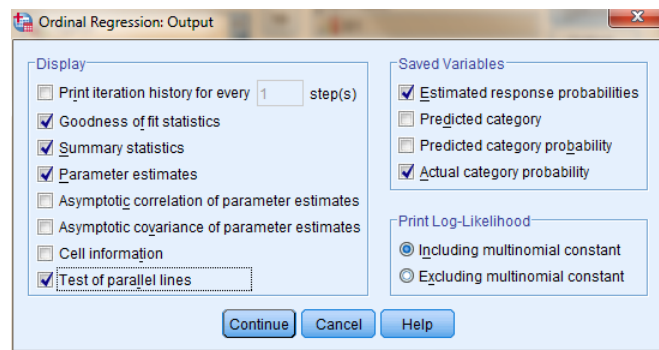 Ordinal Regression: Output
Display
Print iteration history for every 1 step(s)
Goodness of fit statistics
Summary statistics
Parameter estimates
Asymptotic correlation of parameter estimates
Asymptotic covariance of parameter estimates
Cell information
Test of parallel lines
Saved Variables
Estimated response probabilities
Predicted category
Predicted category probability
Actual category probability
Print Log-Likelihood
Including multinomial constant
Excluding multinomial constant
Continue Cancel Help